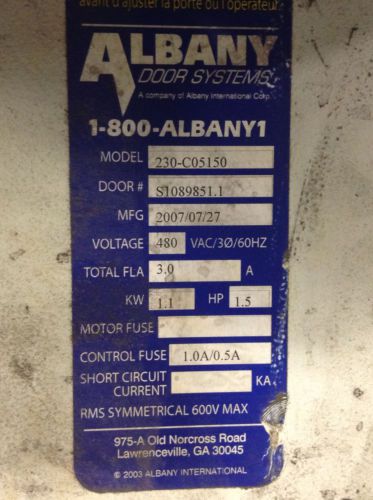 avant d'ajuster la porte ou l'opérateur.
ALBANY
DOOR SYSTEMS
A company of Albany International Corp.
1-800-ALBANY1
MODEL 230-C05150
DOOR # S1089851.1
MFG 2007/07/27
VOLTAGE 480 VAC/3Ø/60HZ
TOTAL FLA 3.0 A
KW 1.1 HP 1.5
MOTOR FUSE
CONTROL FUSE 1.0A/0.5A
SHORT CIRCUIT
CURRENT KA
RMS SYMMETRICAL 600V MAX
975-A Old Norcross Road
Lawrenceville, GA 30045
© 2003 ALBANY INTERNATIONAL